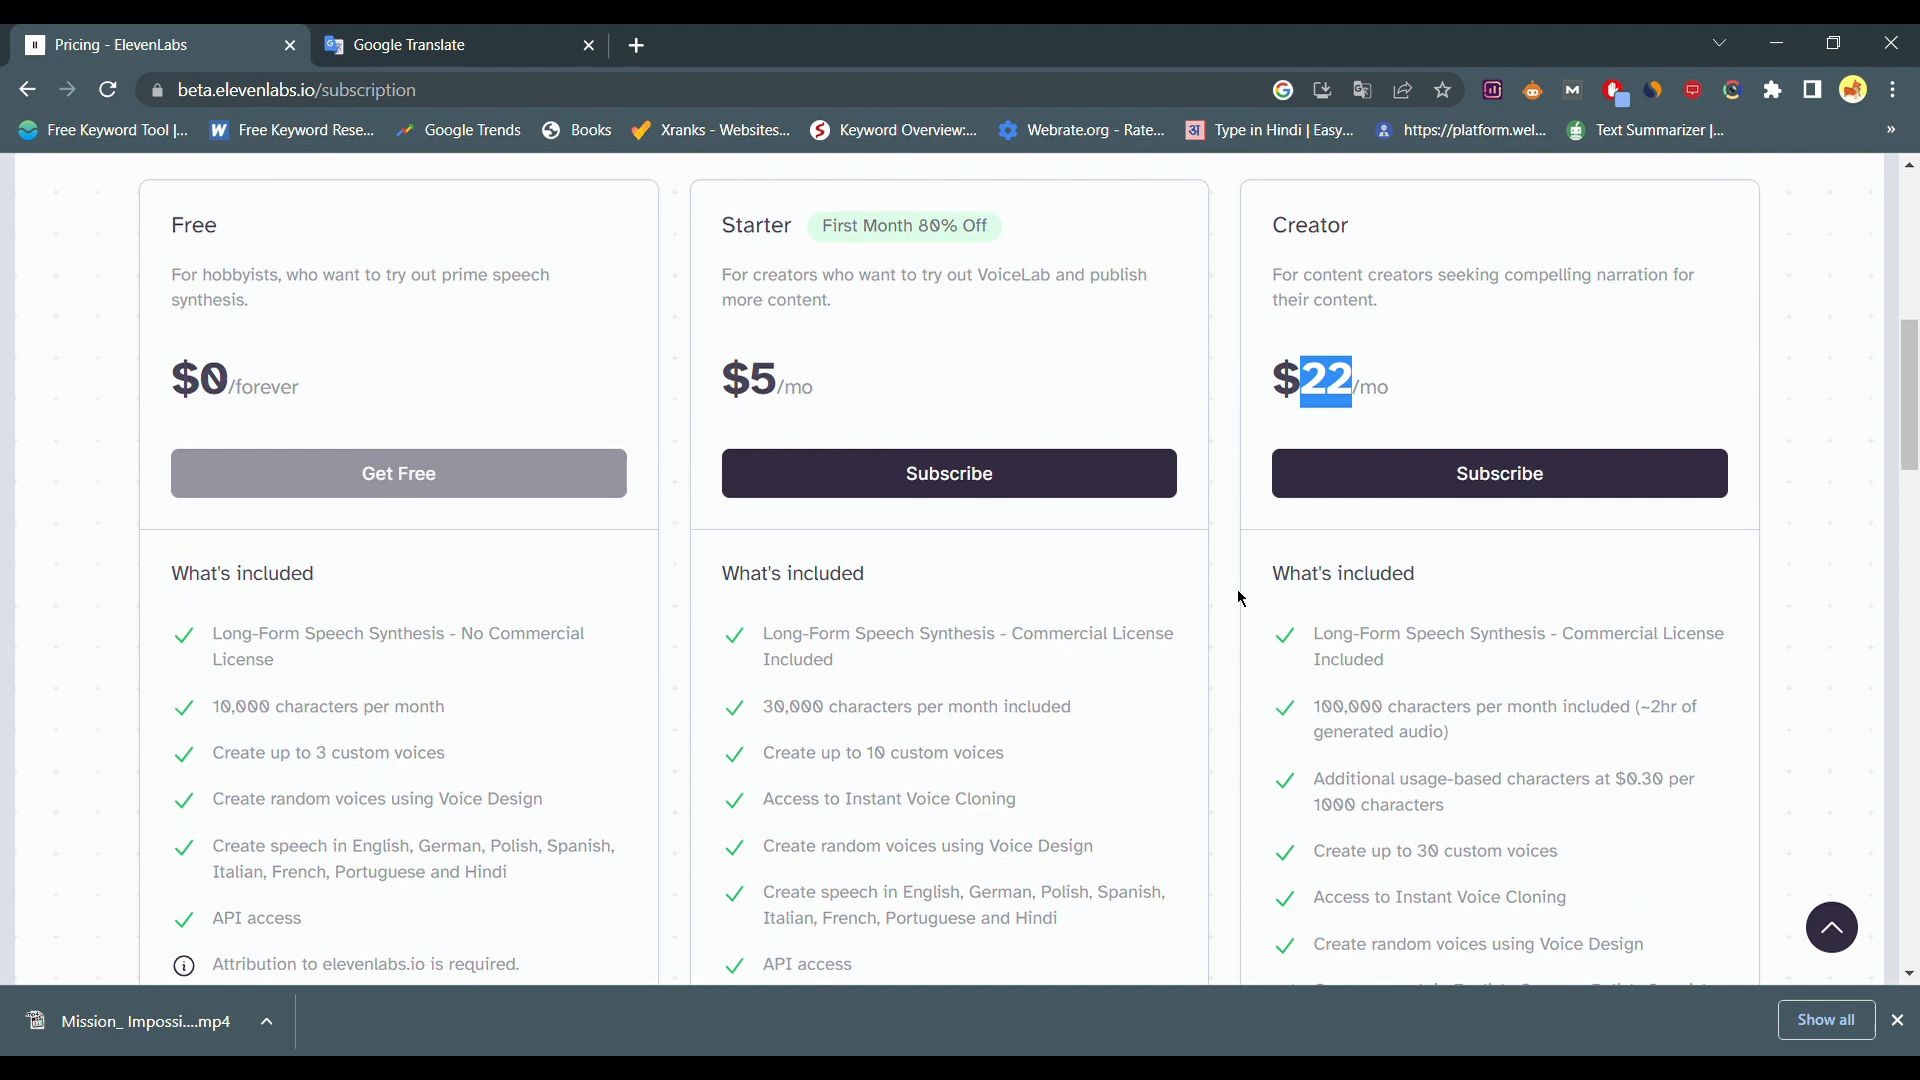 Pricing - ElevenLabs
Google Translate
beta.elevenlabs.io/subscription
Free Keyword Tool |...
Free Keyword Rese...
Google Trends
Books
Xranks - Websites...
Keyword Overview:...
Webrate.org - Rate...
Type in Hindi | Easy...
https://platform.wel...
Text Summarizer |...
Free
For hobbyists, who want to try out prime speech
synthesis.
$0/forever
Get Free
What's included
Long-Form Speech Synthesis - No Commercial
License
10,000 characters per month
Create up to 3 custom voices
Create random voices using Voice Design
Create speech in English, German, Polish, Spanish,
Italian, French, Portuguese and Hindi
API access
Attribution to elevenlabs.io is required.
Starter
First Month 80% Off
For creators who want to try out VoiceLab and publish
more content.
$5/mo
Subscribe
What's included
Long-Form Speech Synthesis - Commercial License
Included
30,000 characters per month included
Create up to 10 custom voices
Access to Instant Voice Cloning
Create random voices using Voice Design
Create speech in English, German, Polish, Spanish,
Italian, French, Portuguese and Hindi
API access
Creator
For content creators seeking compelling narration for
their content.
$22/mo
Subscribe
What's included
Long-Form Speech Synthesis - Commercial License
Included
100,000 characters per month included (~2hr of
generated audio)
Additional usage-based characters at $0.30 per
1000 characters
Create up to 30 custom voices
Access to Instant Voice Cloning
Create random voices using Voice Design
Mission_ Impossi....mp4
Show all